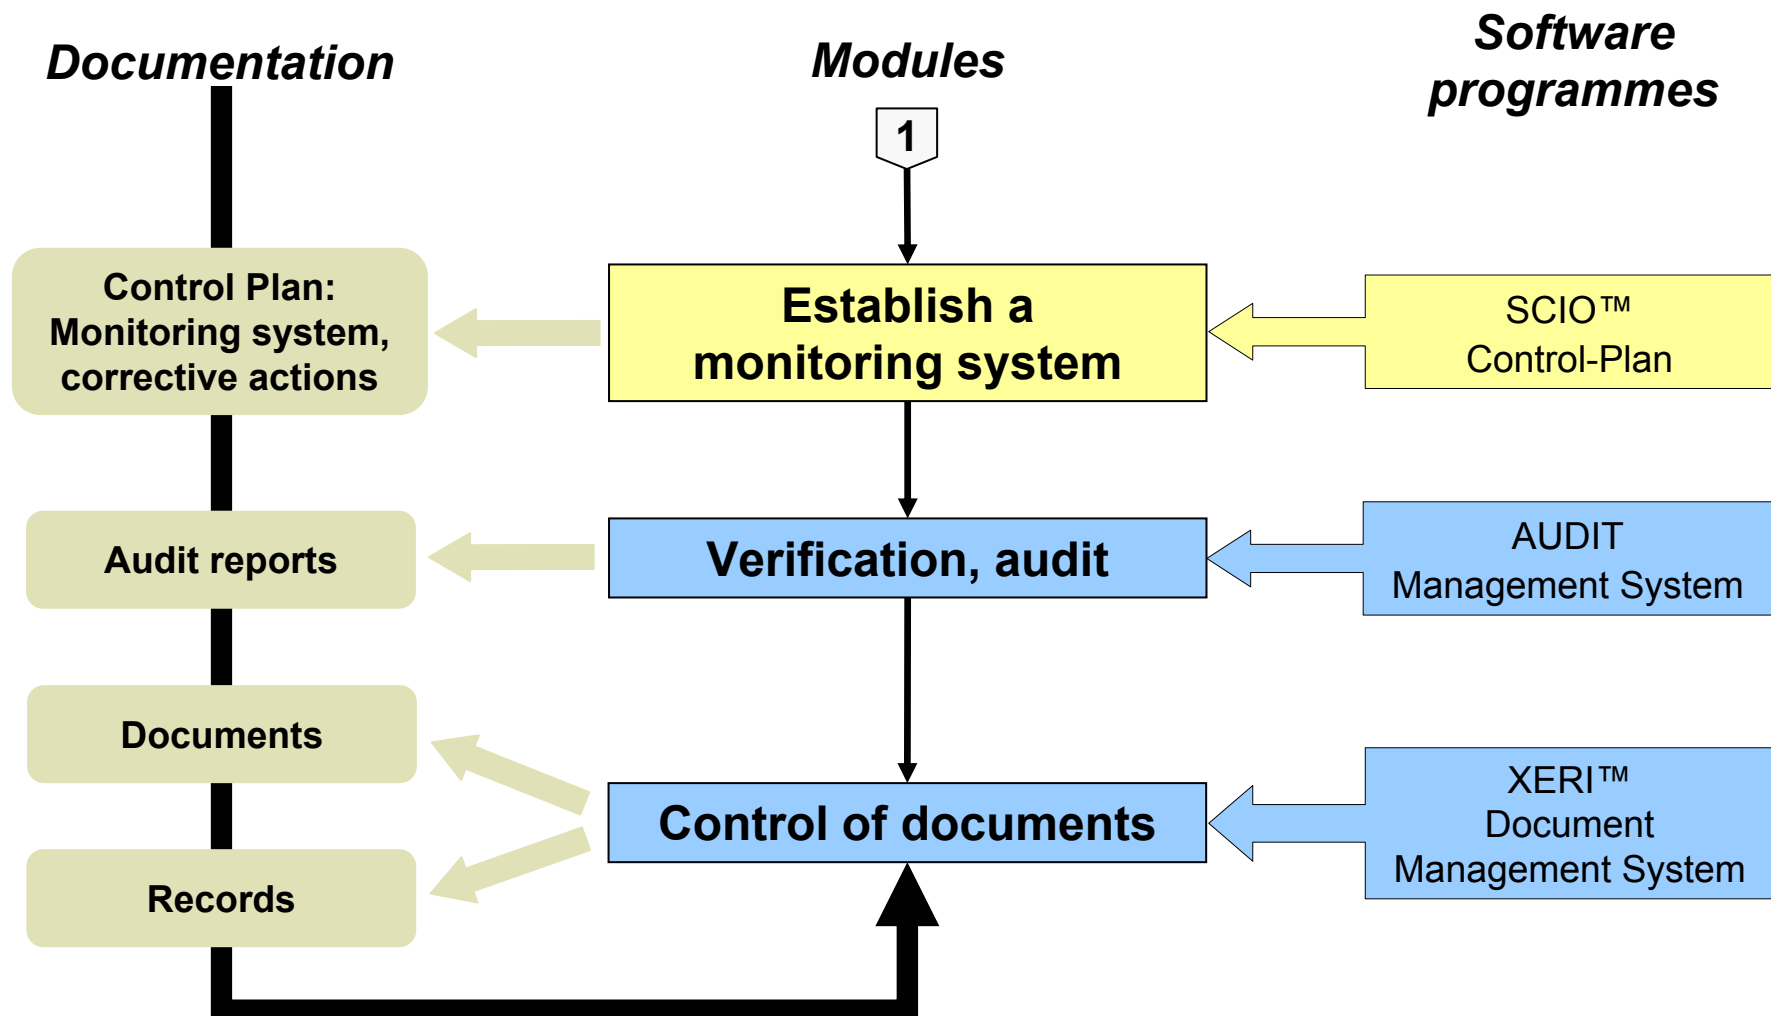 Documentation
Modules
Software
programmes
1
Control Plan:
Monitoring system,
corrective actions
Establish a
monitoring system
SCIO™
Control-Plan
Audit reports
Verification, audit
AUDIT
Management System
Documents
Control of documents
XERI™
Document
Management System
Records